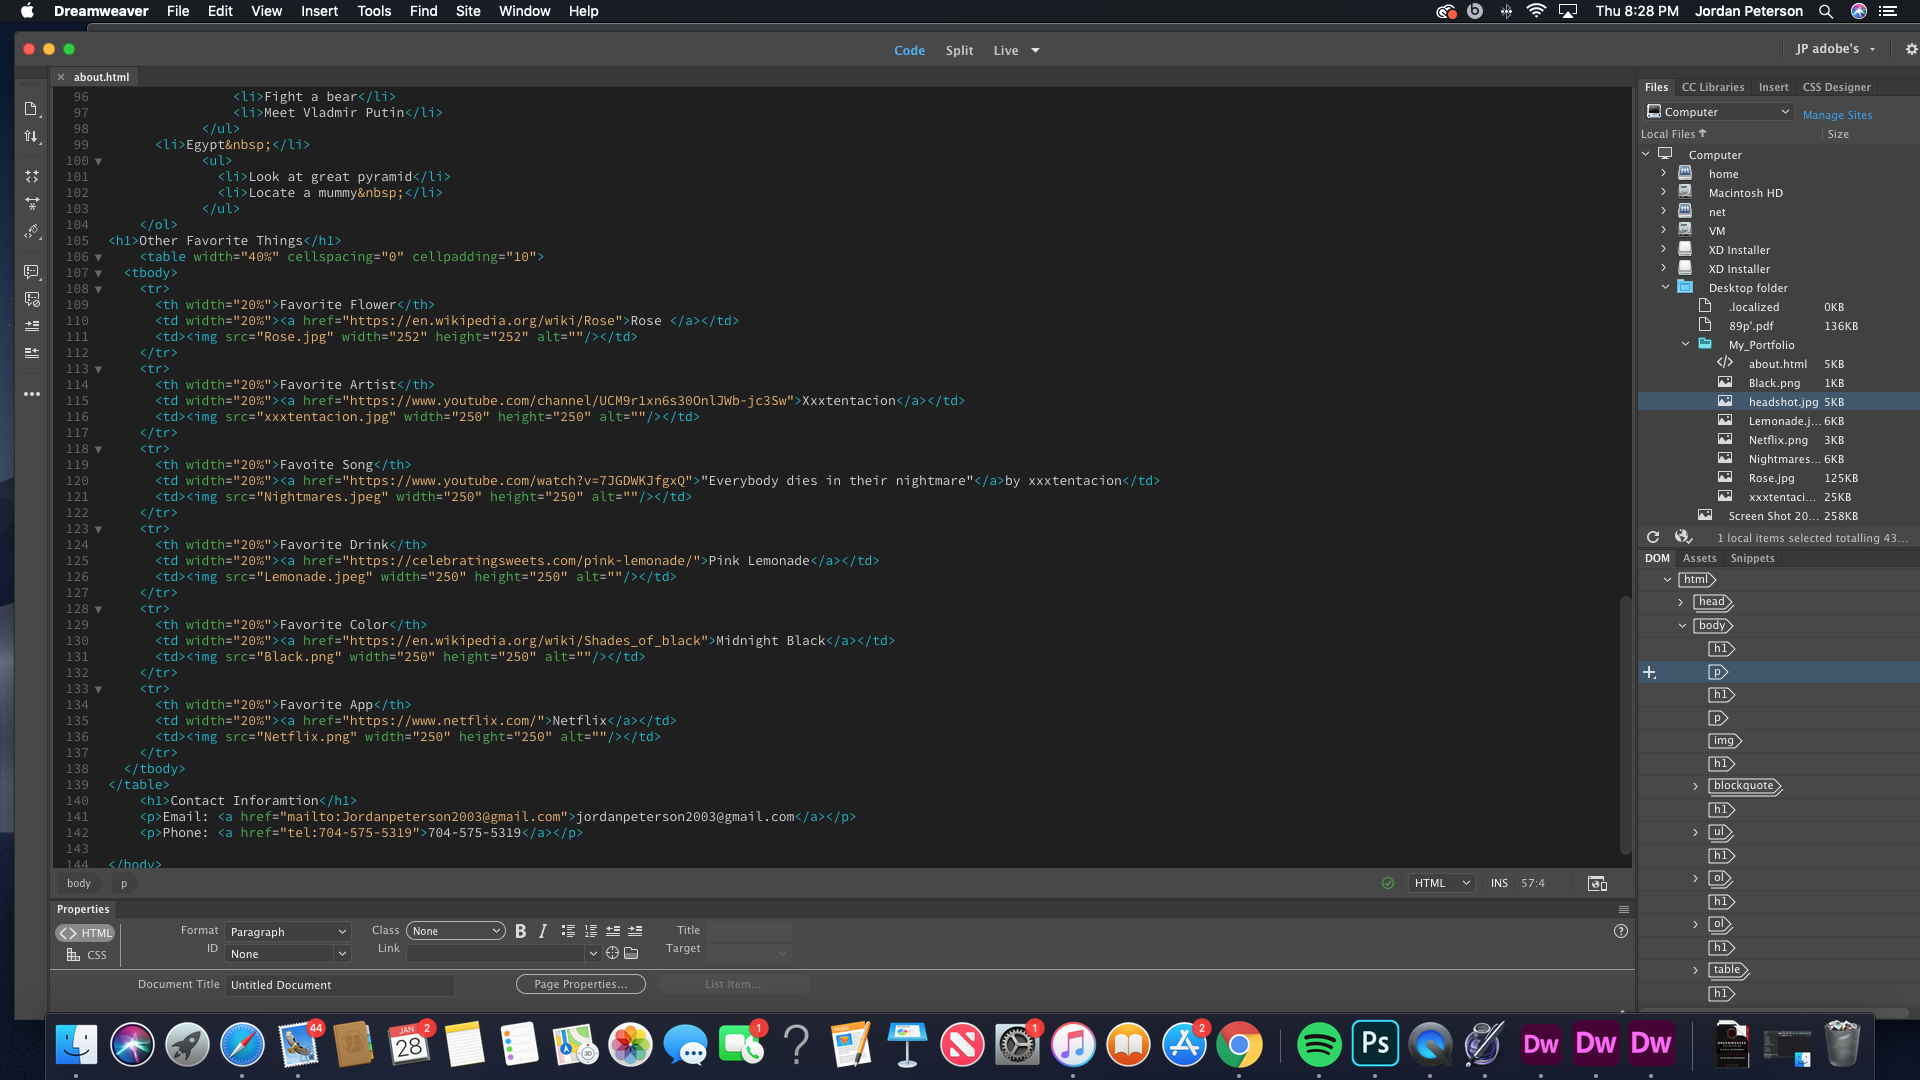 Dreamweaver File Edit View Insert Tools Find Site Window Help
Thu 8:28 PM Jordan Peterson
Code Split Live
JP adobe's
about.html
96 <li>Fight a bear</li>
97 <li>Meet Vladmir Putin</li>
98 </ul>
99 <li>Egypt&nbsp;</li>
100 <ul>
101 <li>Look at great pyramid</li>
102 <li>Locate a mummy&nbsp;</li>
103 </ul>
104 </ol>
105 <h1>Other Favorite Things</h1>
106 <table width="40%" cellspacing="0" cellpadding="10">
107 <tbody>
108 <tr>
109 <th width="20%">Favorite Flower</th>
110 <td width="20%"><a href="https://en.wikipedia.org/wiki/Rose">Rose </a></td>
111 <td><img src="Rose.jpg" width="252" height="252" alt=""/></td>
112 </tr>
113 <tr>
114 <th width="20%">Favorite Artist</th>
115 <td width="20%"><a href="https://www.youtube.com/channel/UCM9r1xn6s30OnlJWb-jc3Sw">Xxxtentacion</a></td>
116 <td><img src="xxxtentacion.jpg" width="250" height="250" alt=""/></td>
117 </tr>
118 <tr>
119 <th width="20%">Favoite Song</th>
120 <td width="20%"><a href="https://www.youtube.com/watch?v=7JGDWKJfgxQ">"Everybody dies in their nightmare"</a>by xxxtentacion</td>
121 <td><img src="Nightmares.jpeg" width="250" height="250" alt=""/></td>
122 </tr>
123 <tr>
124 <th width="20%">Favorite Drink</th>
125 <td width="20%"><a href="https://celebratingsweets.com/pink-lemonade/">Pink Lemonade</a></td>
126 <td><img src="Lemonade.jpeg" width="250" height="250" alt=""/></td>
127 </tr>
128 <tr>
129 <th width="20%">Favorite Color</th>
130 <td width="20%"><a href="https://en.wikipedia.org/wiki/Shades_of_black">Midnight Black</a></td>
131 <td><img src="Black.png" width="250" height="250" alt=""/></td>
132 </tr>
133 <tr>
134 <th width="20%">Favorite App</th>
135 <td width="20%"><a href="https://www.netflix.com/">Netflix</a></td>
136 <td><img src="Netflix.png" width="250" height="250" alt=""/></td>
137 </tr>
138 </tbody>
139 </table>
140 <h1>Contact Inforamtion</h1>
141 <p>Email: <a href="mailto:Jordanpeterson2003@gmail.com">jordanpeterson2003@gmail.com</a></p>
142 <p>Phone: <a href="tel:704-575-5319">704-575-5319</a></p>
143
144 </body>
body p
HTML INS 57:4
Properties
HTML
CSS
Format Paragraph Class None B I Title
ID None Link Target
Document Title Untitled Document Page Properties... List Item...
Files CC Libraries Insert CSS Designer
Computer Manage Sites
Local Files Size
Computer
home
Macintosh HD
net
VM
XD Installer
XD Installer
Desktop folder
.localized 0KB
89p'.pdf 136KB
My_Portfolio
about.html 5KB
Black.png 1KB
headshot.jpg 5KB
Lemonade.j... 6KB
Netflix.png 3KB
Nightmares... 6KB
Rose.jpg 125KB
xxxtentaci... 25KB
Screen Shot 20... 258KB
1 local items selected totalling 43...
DOM Assets Snippets
html
head
body
h1
p
h1
p
img
h1
blockquote
h1
ul
h1
ol
h1
ol
h1
table
h1
44
JAN
28
2
1
1
2
Ps
Dw
Dw
Dw